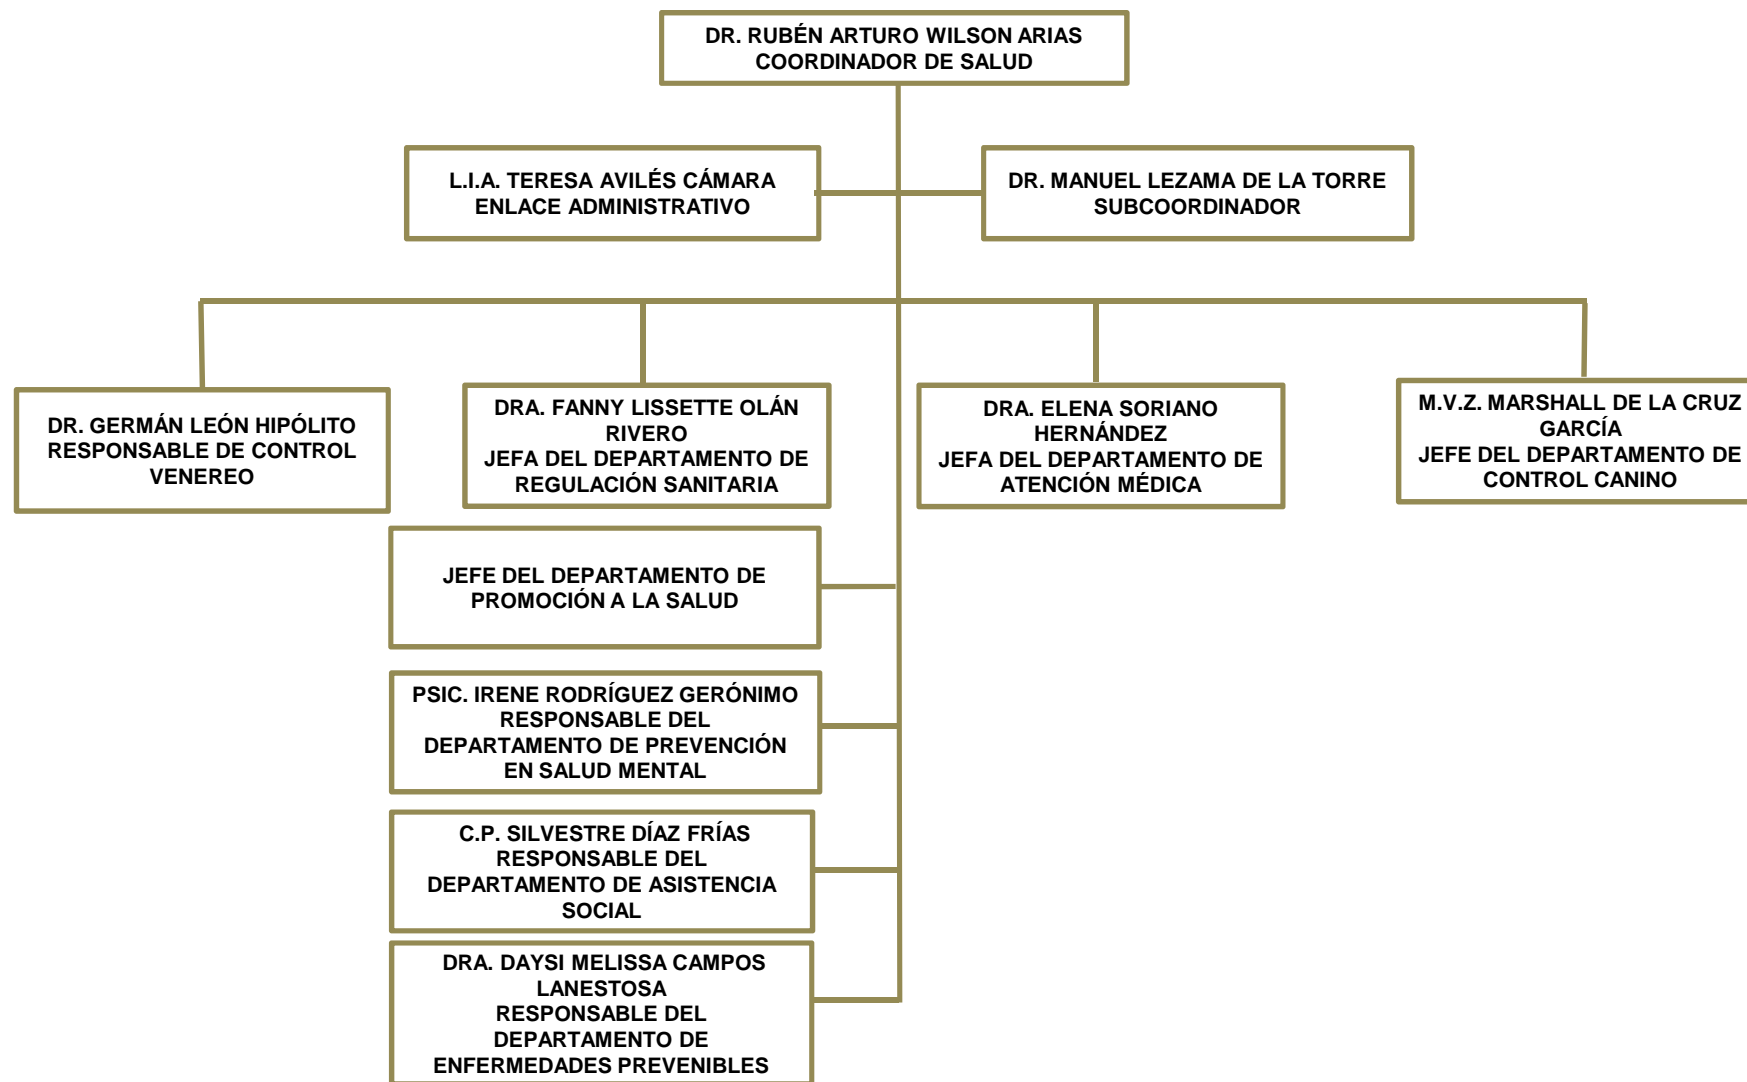 DR. RUBÉN ARTURO WILSON ARIAS
COORDINADOR DE SALUD
L.I.A. TERESA AVILÉS CÁMARA
ENLACE ADMINISTRATIVO
DR. MANUEL LEZAMA DE LA TORRE
SUBCOORDINADOR
DR. GERMÁN LEÓN HIPÓLITO
RESPONSABLE DE CONTROL
VENEREO
DRA. FANNY LISSETTE OLÁN
RIVERO
JEFA DEL DEPARTAMENTO DE
REGULACIÓN SANITARIA
DRA. ELENA SORIANO
HERNÁNDEZ
JEFA DEL DEPARTAMENTO DE
ATENCIÓN MÉDICA
M.V.Z. MARSHALL DE LA CRUZ
GARCÍA
JEFE DEL DEPARTAMENTO DE
CONTROL CANINO
JEFE DEL DEPARTAMENTO DE
PROMOCIÓN A LA SALUD
PSIC. IRENE RODRÍGUEZ GERÓNIMO
RESPONSABLE DEL
DEPARTAMENTO DE PREVENCIÓN
EN SALUD MENTAL
C.P. SILVESTRE DÍAZ FRÍAS
RESPONSABLE DEL
DEPARTAMENTO DE ASISTENCIA
SOCIAL
DRA. DAYSI MELISSA CAMPOS
LANESTOSA
RESPONSABLE DEL
DEPARTAMENTO DE
ENFERMEDADES PREVENIBLES